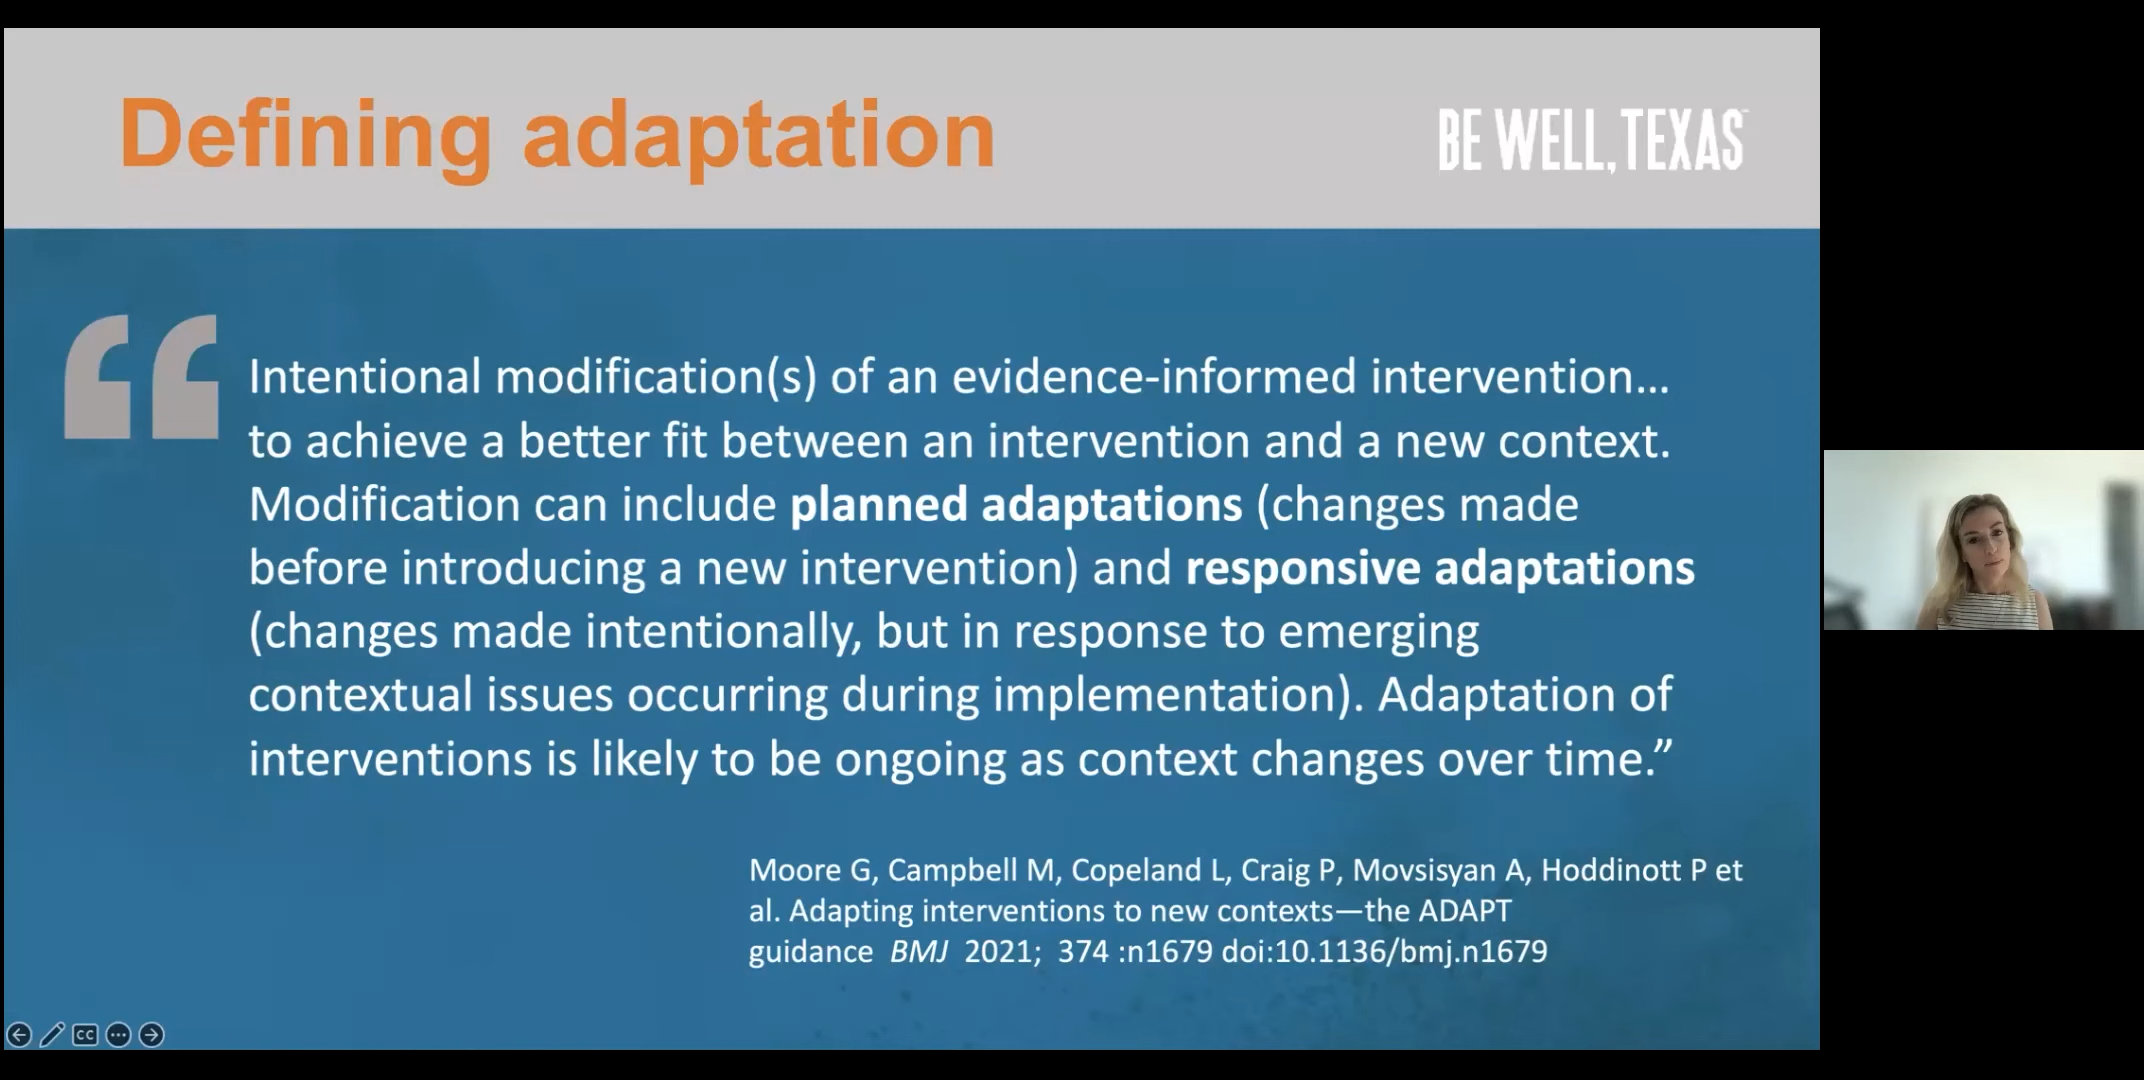 Defining adaptation
BE WELL, TEXAS
“
Intentional modification(s) of an evidence-informed intervention...
to achieve a better fit between an intervention and a new context.
Modification can include planned adaptations (changes made
before introducing a new intervention) and responsive adaptations
(changes made intentionally, but in response to emerging
contextual issues occurring during implementation). Adaptation of
interventions is likely to be ongoing as context changes over time.”
Moore G, Campbell M, Copeland L, Craig P, Movsisyan A, Hoddinott P et
al. Adapting interventions to new contexts—the ADAPT
guidance BMJ 2021; 374 :n1679 doi:10.1136/bmj.n1679
CC